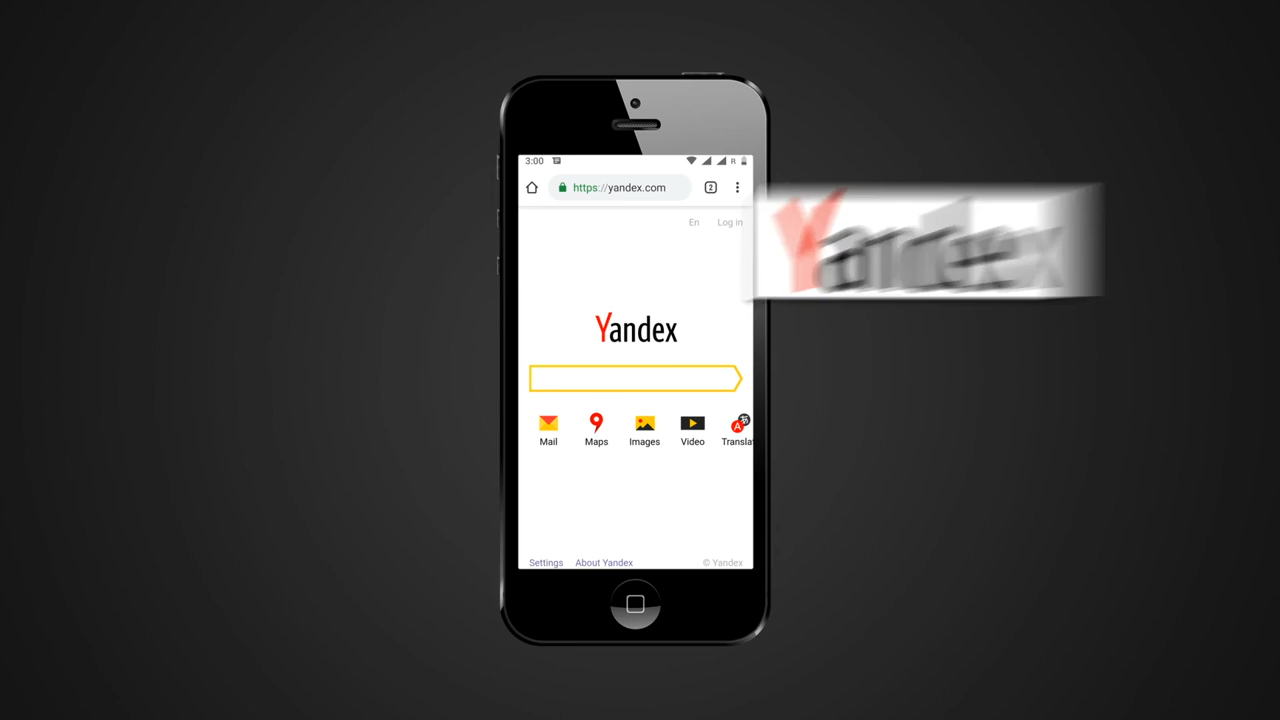 3:00 R
https://yandex.com 2
En Log in
Yandex
Yandex
Mail Maps Images Video Transla
Settings About Yandex © Yandex